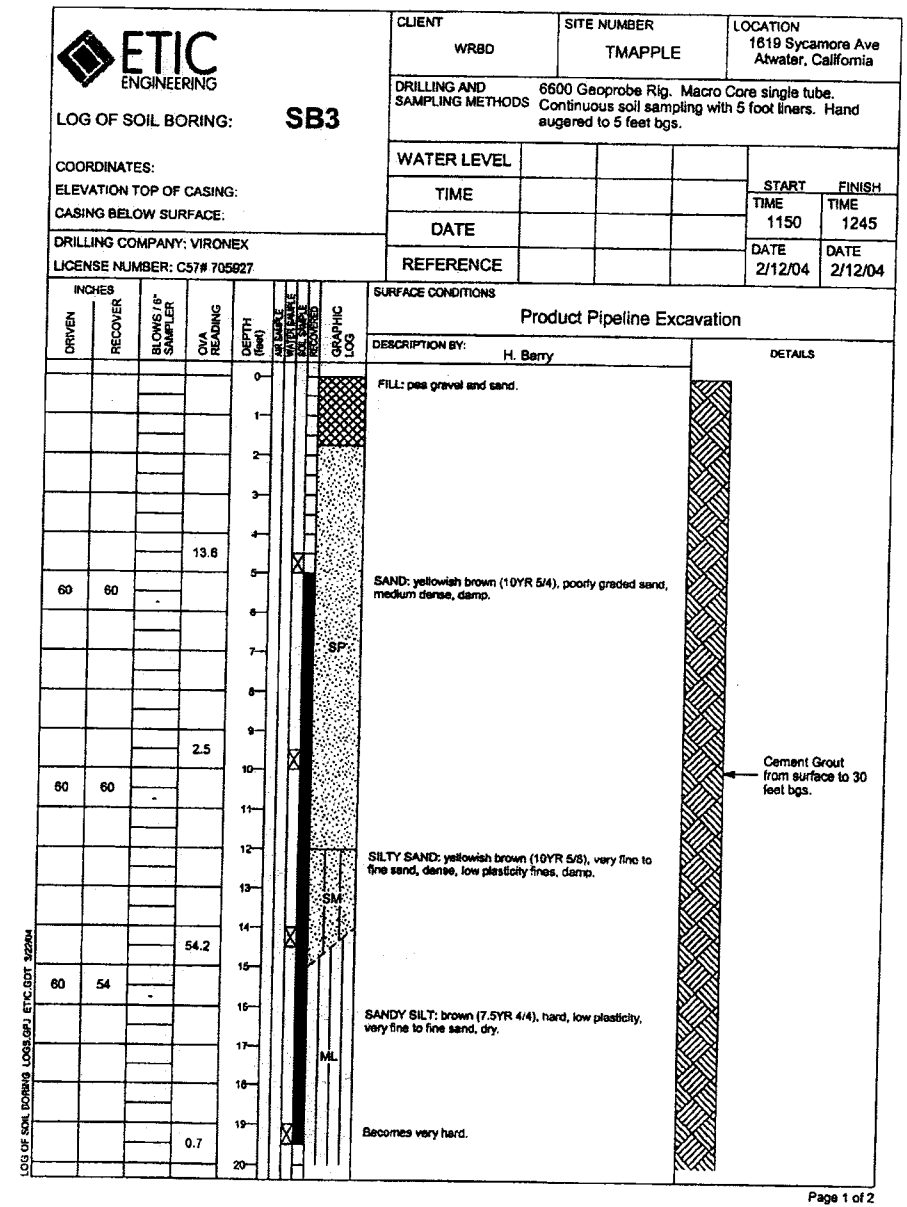 ETIC
ENGINEERING
LOG OF SOIL BORING: SB3
COORDINATES:
ELEVATION TOP OF CASING:
CASING BELOW SURFACE:
DRILLING COMPANY: VIRONEX
LICENSE NUMBER: C57# 705927
CLIENT
WRBD
SITE NUMBER
TMAPPLE
LOCATION
1619 Sycamore Ave
Atwater, California
DRILLING AND
SAMPLING METHODS
6600 Geoprobe Rig. Macro Core single tube.
Continuous soil sampling with 5 foot liners. Hand
augered to 5 feet bgs.
WATER LEVEL
TIME
DATE
REFERENCE
START FINISH
TIME TIME
1150 1245
DATE DATE
2/12/04 2/12/04
INCHES
DRIVEN
RECOVER
BLOWS / 6"
SAMPLER
OVA
READING
DEPTH
(feet)
AIR SAMPLE
WATER SAMPLE
SOIL SAMPLE
RECOVERED
GRAPHIC
LOG
SURFACE CONDITIONS
Product Pipeline Excavation
DESCRIPTION BY:
H. Barry
DETAILS
0
FILL: pea gravel and sand.
1
2
3
4
13.6
5
SAND: yellowish brown (10YR 5/4), poorly graded sand,
medium dense, damp.
60 60 -
6
SP
7
8
9
2.5
10
Cement Grout
from surface to 30
feet bgs.
60 60 -
11
12
SILTY SAND: yellowish brown (10YR 5/8), very fine to
fine sand, dense, low plasticity fines, damp.
13
SM
14
54.2
15
60 54 -
16
SANDY SILT: brown (7.5YR 4/4), hard, low plasticity,
very fine to fine sand, dry.
17
ML
18
19
Becomes very hard.
0.7
20
LOG OF SOIL BORING LOGS.GPJ ETIC.GDT 3/22/04
Page 1 of 2